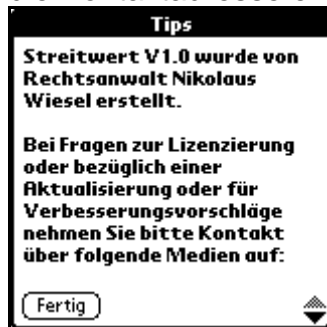 Tips
Streitwert V1.0 wurde von
Rechtsanwalt Nikolaus
Wiesel erstellt.
Bei Fragen zur Lizenzierung
oder bezüglich einer
Aktualisierung oder für
Verbesserungsvorschläge
nehmen Sie bitte Kontakt
über folgende Medien auf:
Fertig